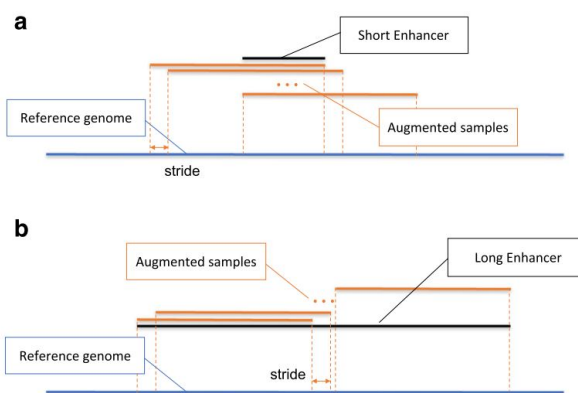 a
Short Enhancer
Reference genome
Augmented samples
stride
b
Augmented samples
Long Enhancer
Reference genome
stride